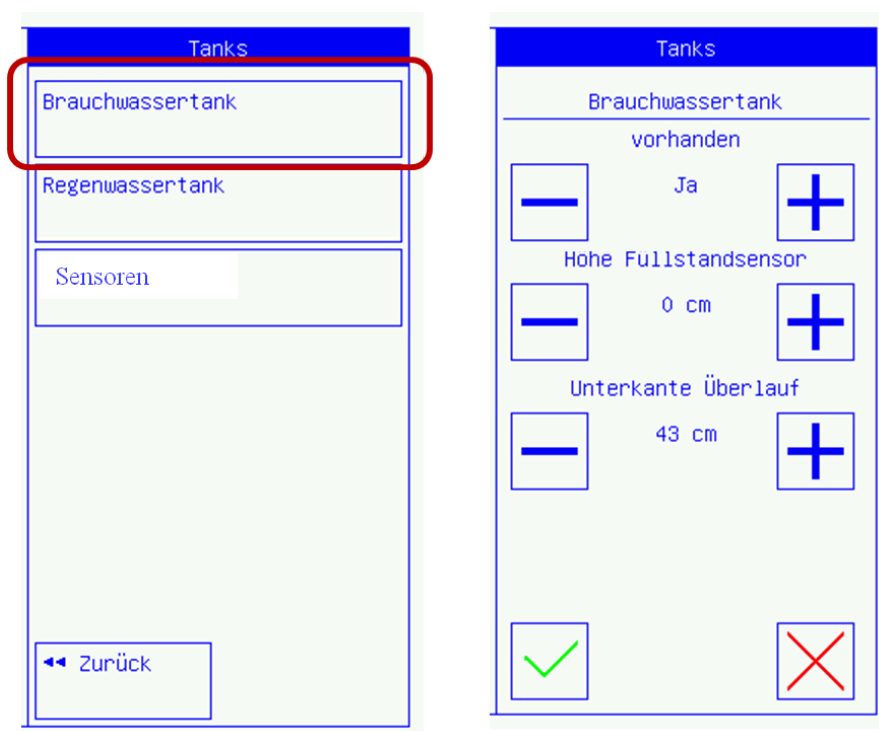 Tanks
Brauchwassertank
Regenwassertank
Sensoren
Zurück
Tanks
Brauchwassertank
vorhanden
Ja
Hohe Fullstandsensor
0 cm
Unterkante Überlauf
43 cm